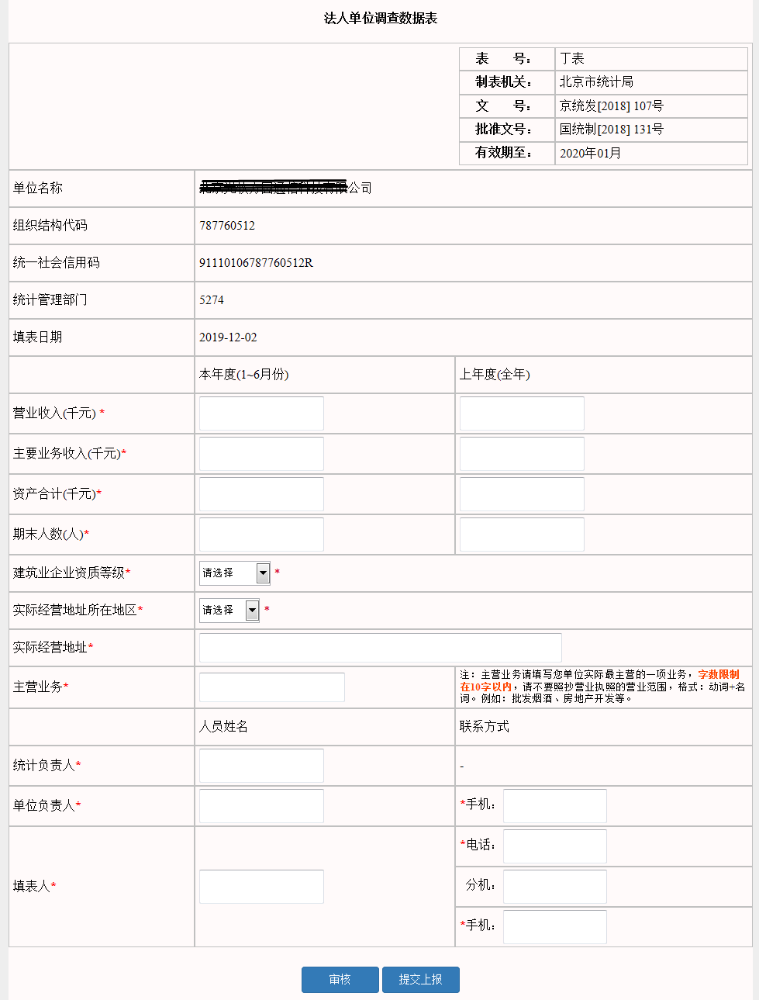 法人单位调查数据表
表 号： 丁表
制表机关： 北京市统计局
文 号： 京统发[2018] 107号
批准文号： 国统制[2018] 131号
有效期至： 2020年01月
单位名称 公司
组织结构代码 787760512
统一社会信用码 91110106787760512R
统计管理部门 5274
填表日期 2019-12-02
本年度(1~6月份) 上年度(全年)
营业收入(千元) *
主要业务收入(千元)*
资产合计(千元)*
期末人数(人)*
建筑业企业资质等级* 请选择 *
实际经营地址所在地区* 请选择 *
实际经营地址*
主营业务*
注：主营业务请填写您单位实际最主营的一项业务，字数限制
在10字以内，请不要照抄营业执照的营业范围，格式：动词+名
词。例如：批发烟酒、房地产开发等。
人员姓名 联系方式
统计负责人* -
单位负责人* *手机：
*电话：
填表人* 分机：
*手机：
审核 提交上报